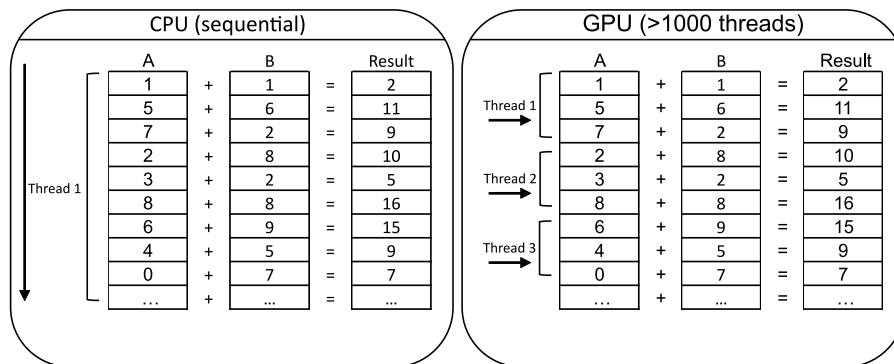 CPU (sequential)
A B Result
1 + 1 = 2
5 + 6 = 11
7 + 2 = 9
2 + 8 = 10
Thread 1 3 + 2 = 5
8 + 8 = 16
6 + 9 = 15
4 + 5 = 9
0 + 7 = 7
... + ... = ...
GPU (>1000 threads)
A B Result
1 + 1 = 2
Thread 1 5 + 6 = 11
7 + 2 = 9
2 + 8 = 10
Thread 2 3 + 2 = 5
8 + 8 = 16
6 + 9 = 15
Thread 3 4 + 5 = 9
0 + 7 = 7
... + ... = ...